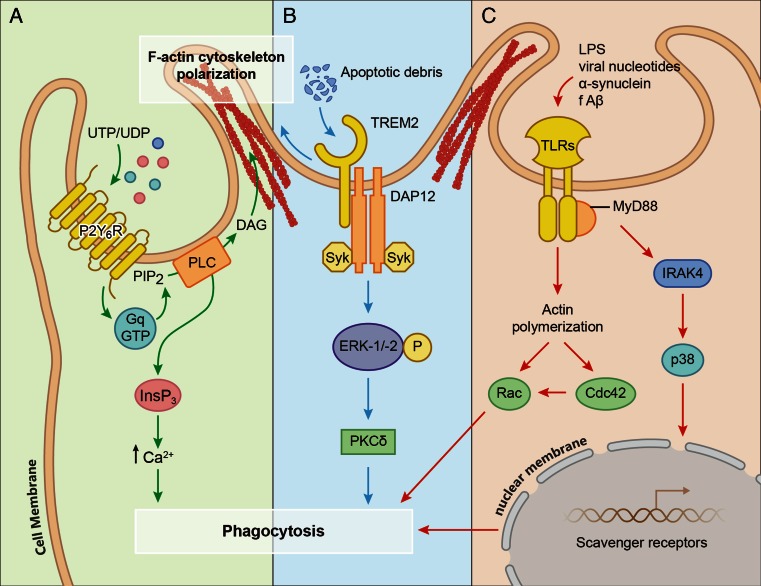 A
B
C
F-actin cytoskeleton
polarization
UTP/UDP
P2Y₆R
PIP₂
PLC
DAG
Gq
GTP
InsP₃
Ca²⁺
Cell Membrane
Apoptotic debris
TREM2
DAP12
Syk
Syk
ERK-1/-2
P
PKCδ
Phagocytosis
LPS
viral nucleotides
α-synuclein
f Aβ
TLRs
MyD88
IRAK4
Actin
polymerization
p38
Rac
Cdc42
nuclear membrane
Scavenger receptors